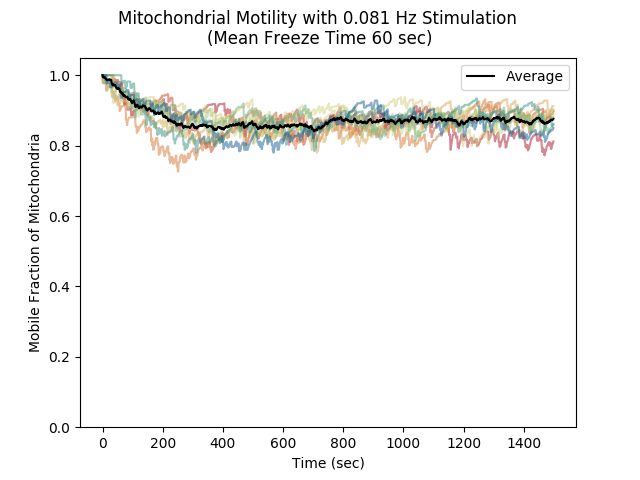 Mitochondrial Motility with 0.081 Hz Stimulation
(Mean Freeze Time 60 sec)
Average
Mobile Fraction of Mitochondria
1.0
0.8
0.6
0.4
0.2
0.0
0 200 400 600 800 1000 1200 1400
Time (sec)